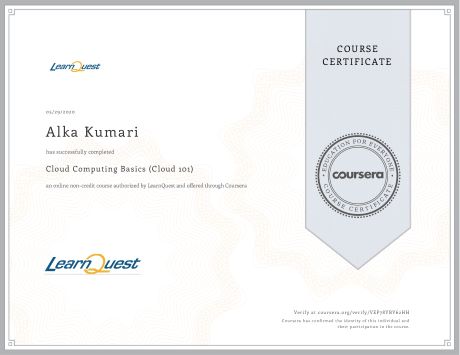 LearnQuest
COURSE
CERTIFICATE
05/29/2020
Alka Kumari
has successfully completed
Cloud Computing Basics (Cloud 101)
an online non-credit course authorized by LearnQuest and offered through Coursera
EDUCATION FOR EVERYONE
coursera
COURSE CERTIFICATE
LearnQuest
Verify at coursera.org/verify/
Coursera has confirmed the identity of this individual and
their participation in the course.